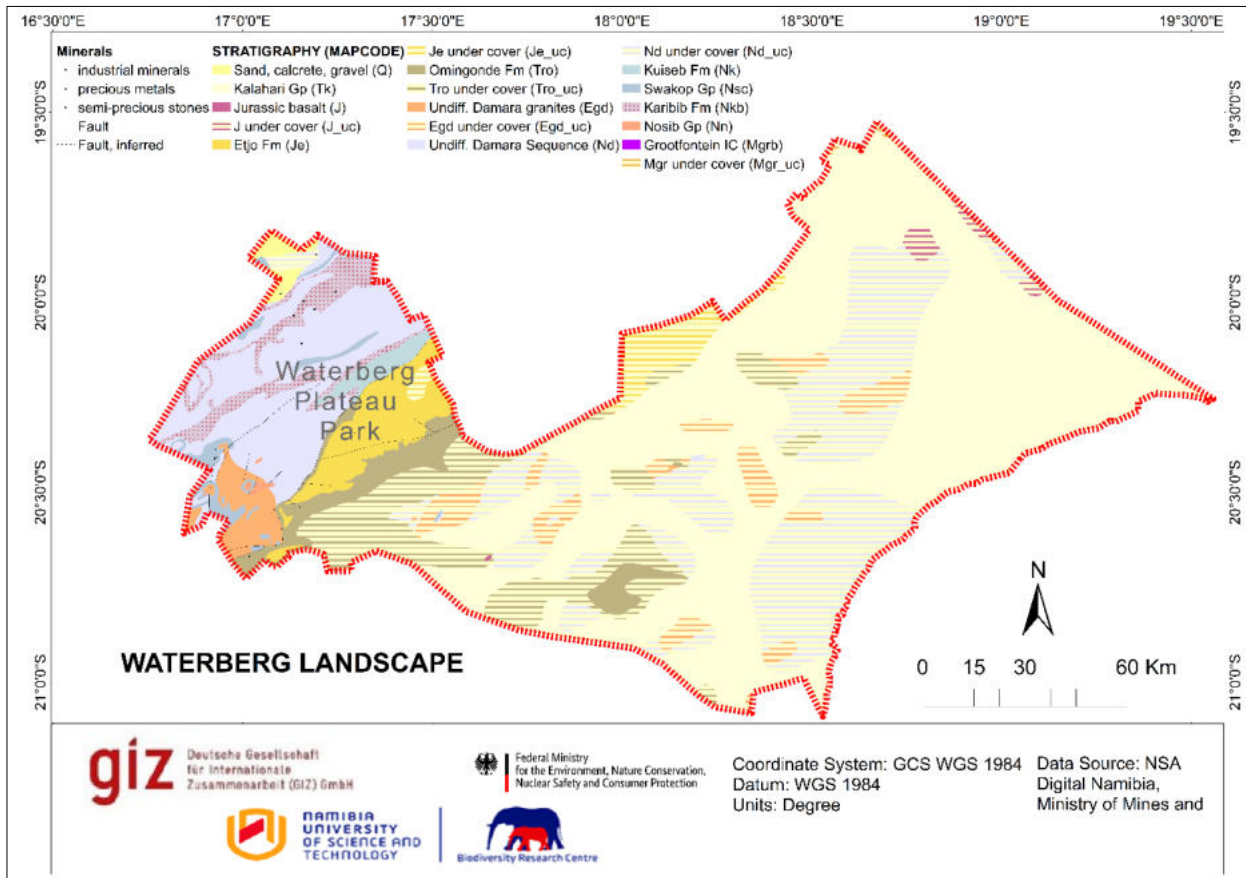 16°30'0"E 17°0'0"E 17°30'0"E 18°0'0"E 18°30'0"E 19°0'0"E 19°30'0"E
Minerals
industrial minerals
precious metals
semi-precious stones
Fault
Fault, inferred
STRATIGRAPHY (MAPCODE)
Sand, calcrete, gravel (Q)
Kalahari Gp (Tk)
Jurassic basalt (J)
J under cover (J_uc)
Etjo Fm (Je)
Je under cover (Je_uc)
Omingonde Fm (Tro)
Tro under cover (Tro_uc)
Undiff. Damara granites (Egd)
Egd under cover (Egd_uc)
Undiff. Damara Sequence (Nd)
Nd under cover (Nd_uc)
Kuiseb Fm (Nk)
Swakop Gp (Nsc)
Karibib Fm (Nkb)
Nosib Gp (Nn)
Grootfontein IC (Mgrb)
Mgr under cover (Mgr_uc)
19°30'0"S
20°0'0"S
20°30'0"S
21°0'0"S
19°30'0"S
20°0'0"S
20°30'0"S
21°0'0"S
Waterberg
Plateau
Park
N
WATERBERG LANDSCAPE
0 15 30 60 Km
giz
Deutsche Gesellschaft
für Internationale
Zusammenarbeit (GIZ) GmbH
Federal Ministry
for the Environment, Nature Conservation,
Nuclear Safety and Consumer Protection
NAMIBIA
UNIVERSITY
OF SCIENCE AND
TECHNOLOGY
Biodiversity Research Centre
Coordinate System: GCS WGS 1984
Datum: WGS 1984
Units: Degree
Data Source: NSA
Digital Namibia,
Ministry of Mines and